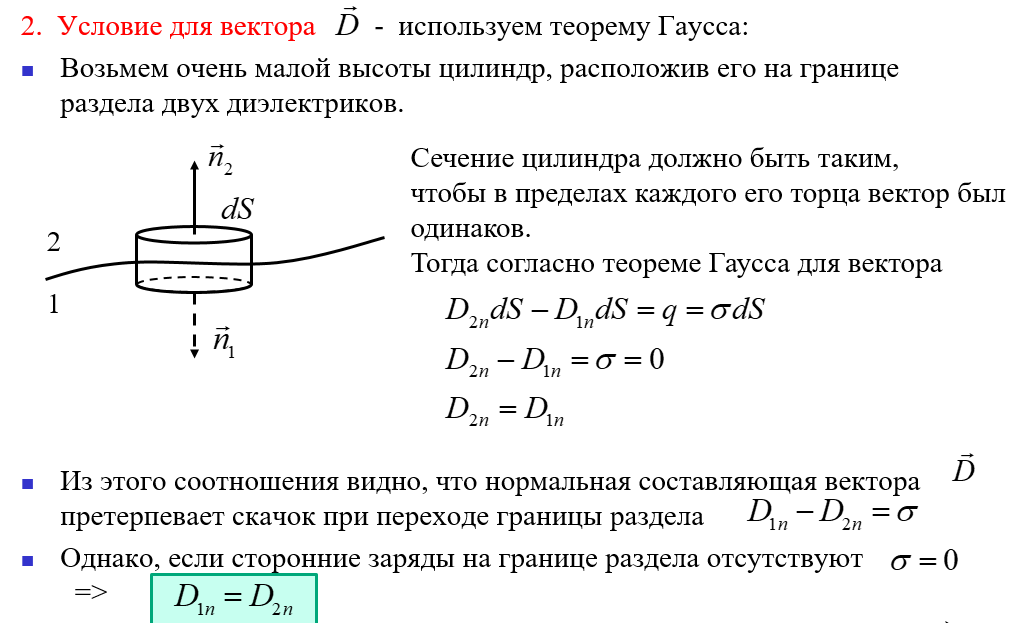 2. Условие для вектора D⃗ - используем теорему Гаусса:
Возьмем очень малой высоты цилиндр, расположив его на границе
раздела двух диэлектриков.
n⃗₂
dS
2
1
n⃗₁
Сечение цилиндра должно быть таким,
чтобы в пределах каждого его торца вектор был
одинаков.
Тогда согласно теореме Гаусса для вектора
D₂ₙdS − D₁ₙdS = q = σdS
D₂ₙ − D₁ₙ = σ = 0
D₂ₙ = D₁ₙ
Из этого соотношения видно, что нормальная составляющая вектора D⃗
претерпевает скачок при переходе границы раздела D₁ₙ − D₂ₙ = σ
Однако, если сторонние заряды на границе раздела отсутствуют σ = 0
=> D₁ₙ = D₂ₙ